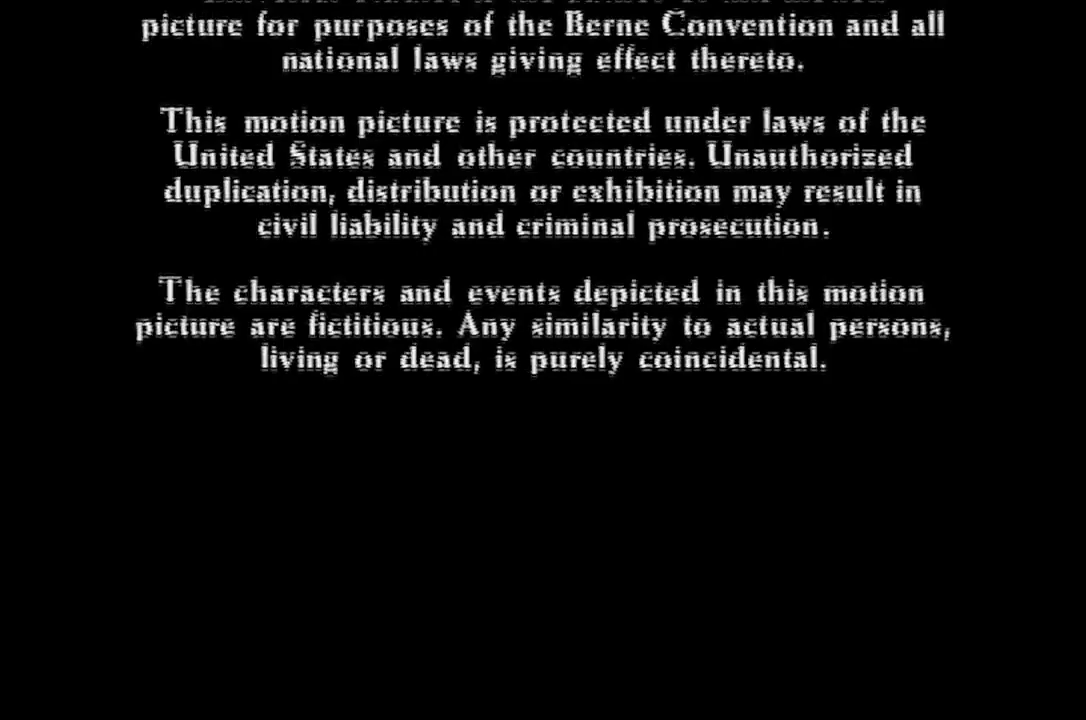 picture for purposes of the Berne Convention and all
national laws giving effect thereto.
This motion picture is protected under laws of the
United States and other countries. Unauthorized
duplication, distribution or exhibition may result in
civil liability and criminal prosecution.
The characters and events depicted in this motion
picture are fictitious. Any similarity to actual persons,
living or dead, is purely coincidental.